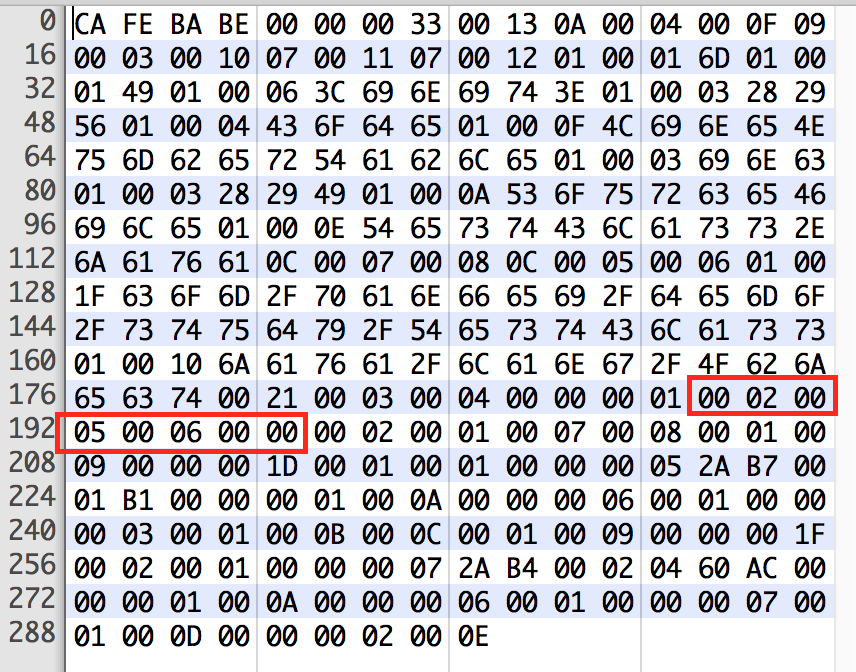 0 CA FE BA BE 00 00 00 33 00 13 0A 00 04 00 0F 09
16 00 03 00 10 07 00 11 07 00 12 01 00 01 6D 01 00
32 01 49 01 00 06 3C 69 6E 69 74 3E 01 00 03 28 29
48 56 01 00 04 43 6F 64 65 01 00 0F 4C 69 6E 65 4E
64 75 6D 62 65 72 54 61 62 6C 65 01 00 03 69 6E 63
80 01 00 03 28 29 49 01 00 0A 53 6F 75 72 63 65 46
96 69 6C 65 01 00 0E 54 65 73 74 43 6C 61 73 73 2E
112 6A 61 76 61 0C 00 07 00 08 0C 00 05 00 06 01 00
128 1F 63 6F 6D 2F 70 61 6E 66 65 69 2F 64 65 6D 6F
144 2F 73 74 75 64 79 2F 54 65 73 74 43 6C 61 73 73
160 01 00 10 6A 61 76 61 2F 6C 61 6E 67 2F 4F 62 6A
176 65 63 74 00 21 00 03 00 04 00 00 00 01 00 02 00
192 05 00 06 00 00 00 02 00 01 00 07 00 08 00 01 00
208 09 00 00 00 1D 00 01 00 01 00 00 00 05 2A B7 00
224 01 B1 00 00 00 01 00 0A 00 00 00 06 00 01 00 00
240 00 03 00 01 00 0B 00 0C 00 01 00 09 00 00 00 1F
256 00 02 00 01 00 00 00 07 2A B4 00 02 04 60 AC 00
272 00 00 01 00 0A 00 00 00 06 00 01 00 00 00 07 00
288 01 00 0D 00 00 00 02 00 0E